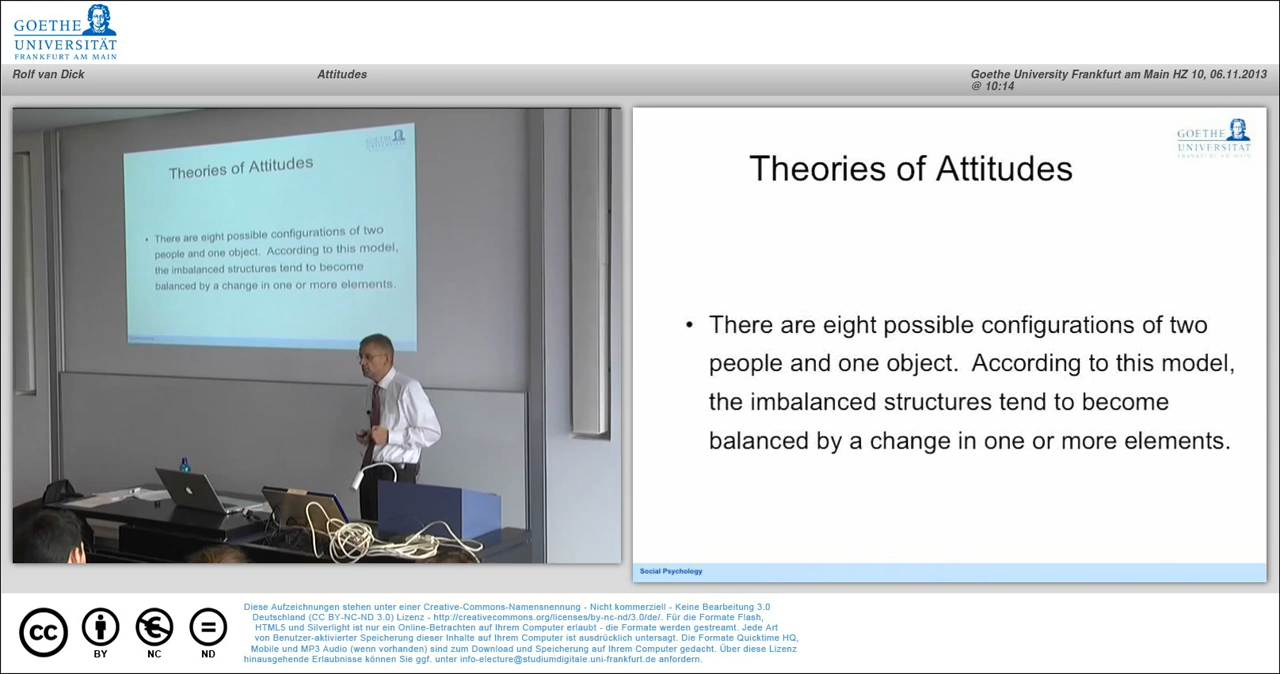 GOETHE
UNIVERSITÄT
FRANKFURT AM MAIN
Rolf van Dick
Attitudes
Goethe University Frankfurt am Main HZ 10, 06.11.2013
@ 10:14
GOETHE
UNIVERSITÄT
Theories of Attitudes
• There are eight possible configurations of two
people and one object. According to this model,
the imbalanced structures tend to become
balanced by a change in one or more elements.
GOETHE
UNIVERSITÄT
FRANKFURT AM MAIN
Theories of Attitudes
• There are eight possible configurations of two
people and one object. According to this model,
the imbalanced structures tend to become
balanced by a change in one or more elements.
Social Psychology
cc
BY
NC
ND
Diese Aufzeichnungen stehen unter einer Creative-Commons-Namensnennung - Nicht kommerziell - Keine Bearbeitung 3.0
Deutschland (CC BY-NC-ND 3.0) Lizenz - http://creativecommons.org/licenses/by-nc-nd/3.0/de/. Für die Formate Flash,
HTML5 und Silverlight ist nur ein Online-Betrachten auf Ihrem Computer erlaubt - die Formate werden gestreamt. Jede Art
von Benutzer-aktivierter Speicherung dieser Inhalte auf Ihrem Computer ist ausdrücklich untersagt. Die Formate Quicktime HQ,
Mobile und MP3 Audio (wenn vorhanden) sind zum Download und Speicherung auf Ihrem Computer gedacht. Über diese Lizenz
hinausgehende Erlaubnisse können Sie ggf. unter info-electure@studiumdigitale.uni-frankfurt.de anfordern.